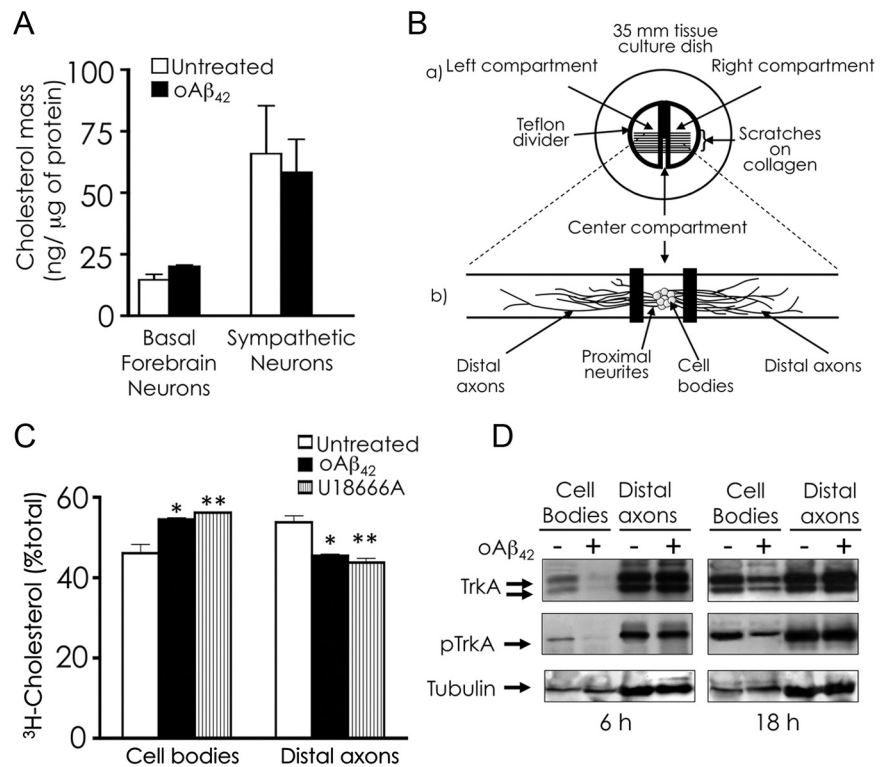 A
Cholesterol mass
(ng/ µg of protein)
100
75
50
25
0
Untreated
oAβ42
Basal
Forebrain
Neurons
Sympathetic
Neurons
B
35 mm tissue
culture dish
a)
Left compartment
Right compartment
Teflon
divider
Scratches
on
collagen
Center compartment
b)
Distal
axons
Proximal
neurites
Cell
bodies
Distal axons
C
Untreated
oAβ42
U18666A
3H-Cholesterol (%total)
60
40
20
0
* **
* **
Cell bodies
Distal axons
D
Cell
Bodies
Distal
axons
Cell
Bodies
Distal
axons
oAβ42 - + - + - + - +
TrkA
pTrkA
Tubulin
6 h
18 h